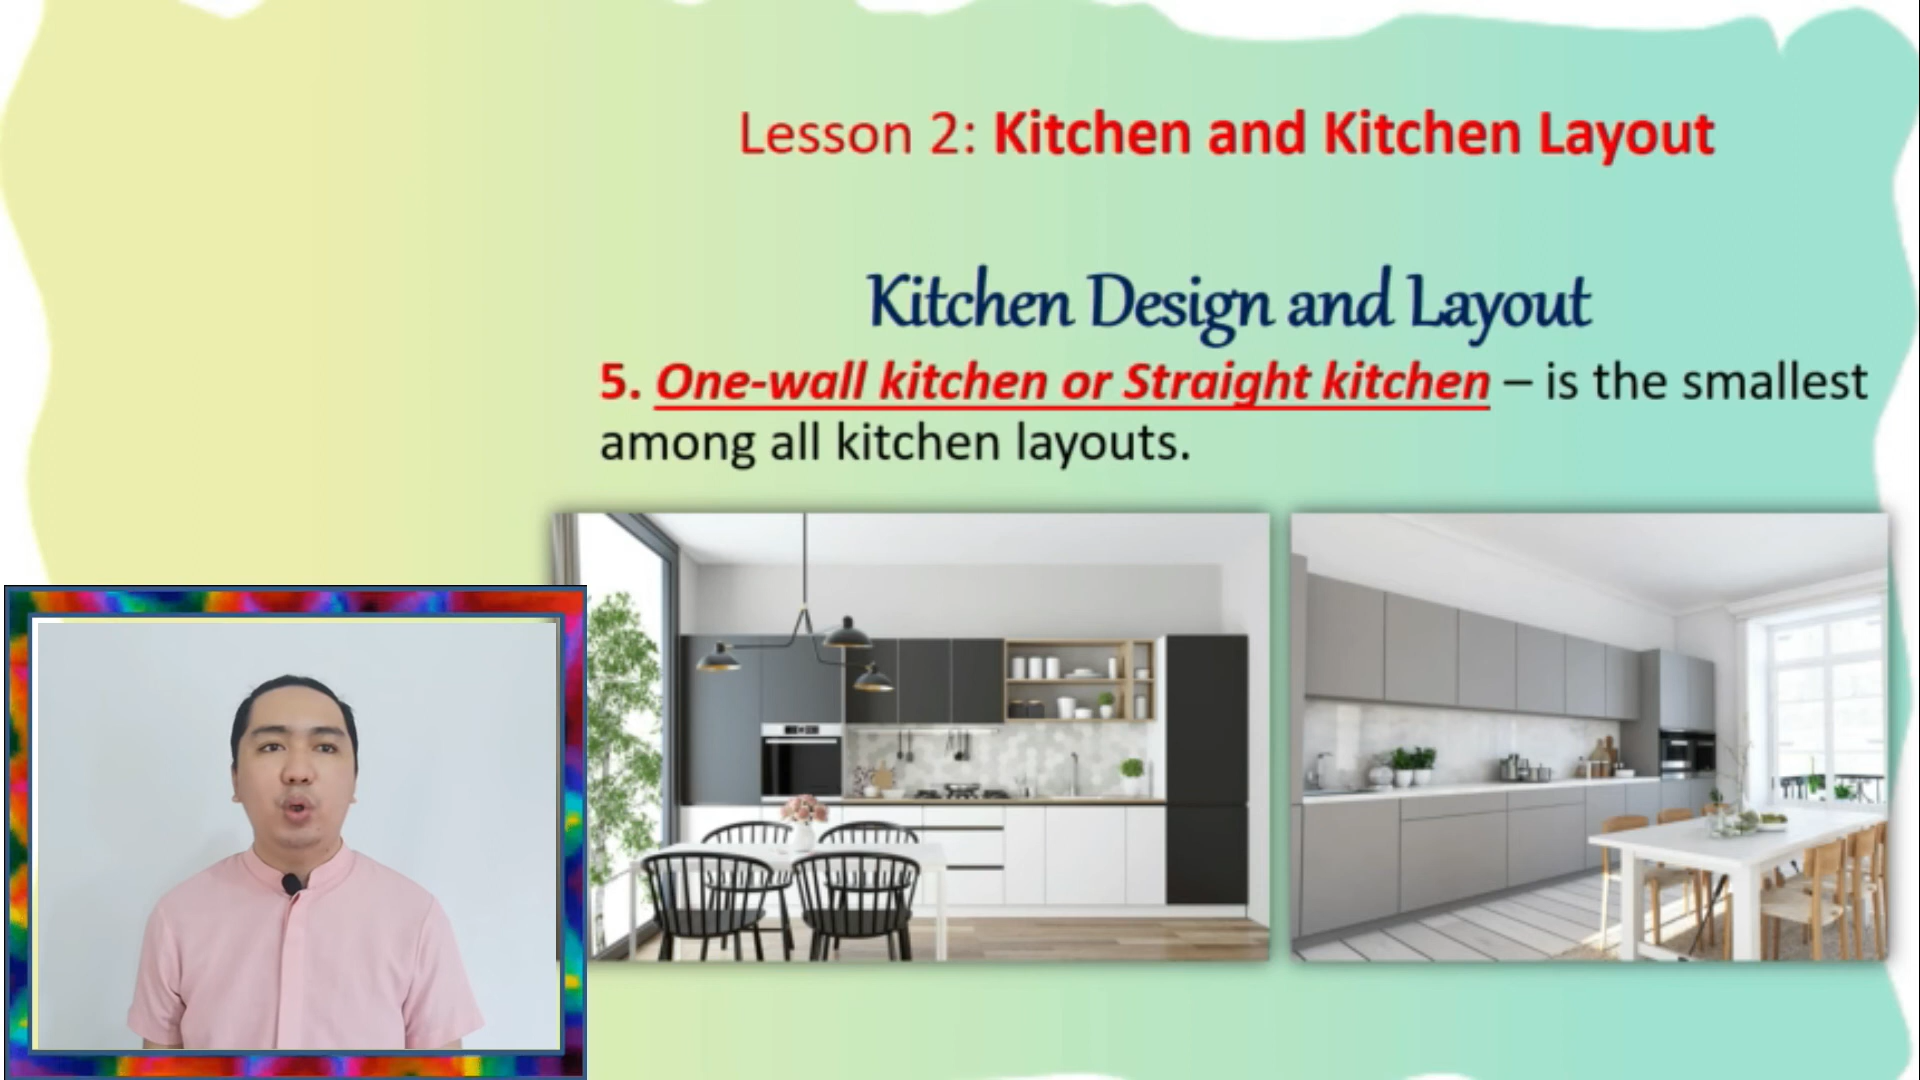 Lesson 2: Kitchen and Kitchen Layout
Kitchen Design and Layout
5. One-wall kitchen or Straight kitchen – is the smallest
among all kitchen layouts.